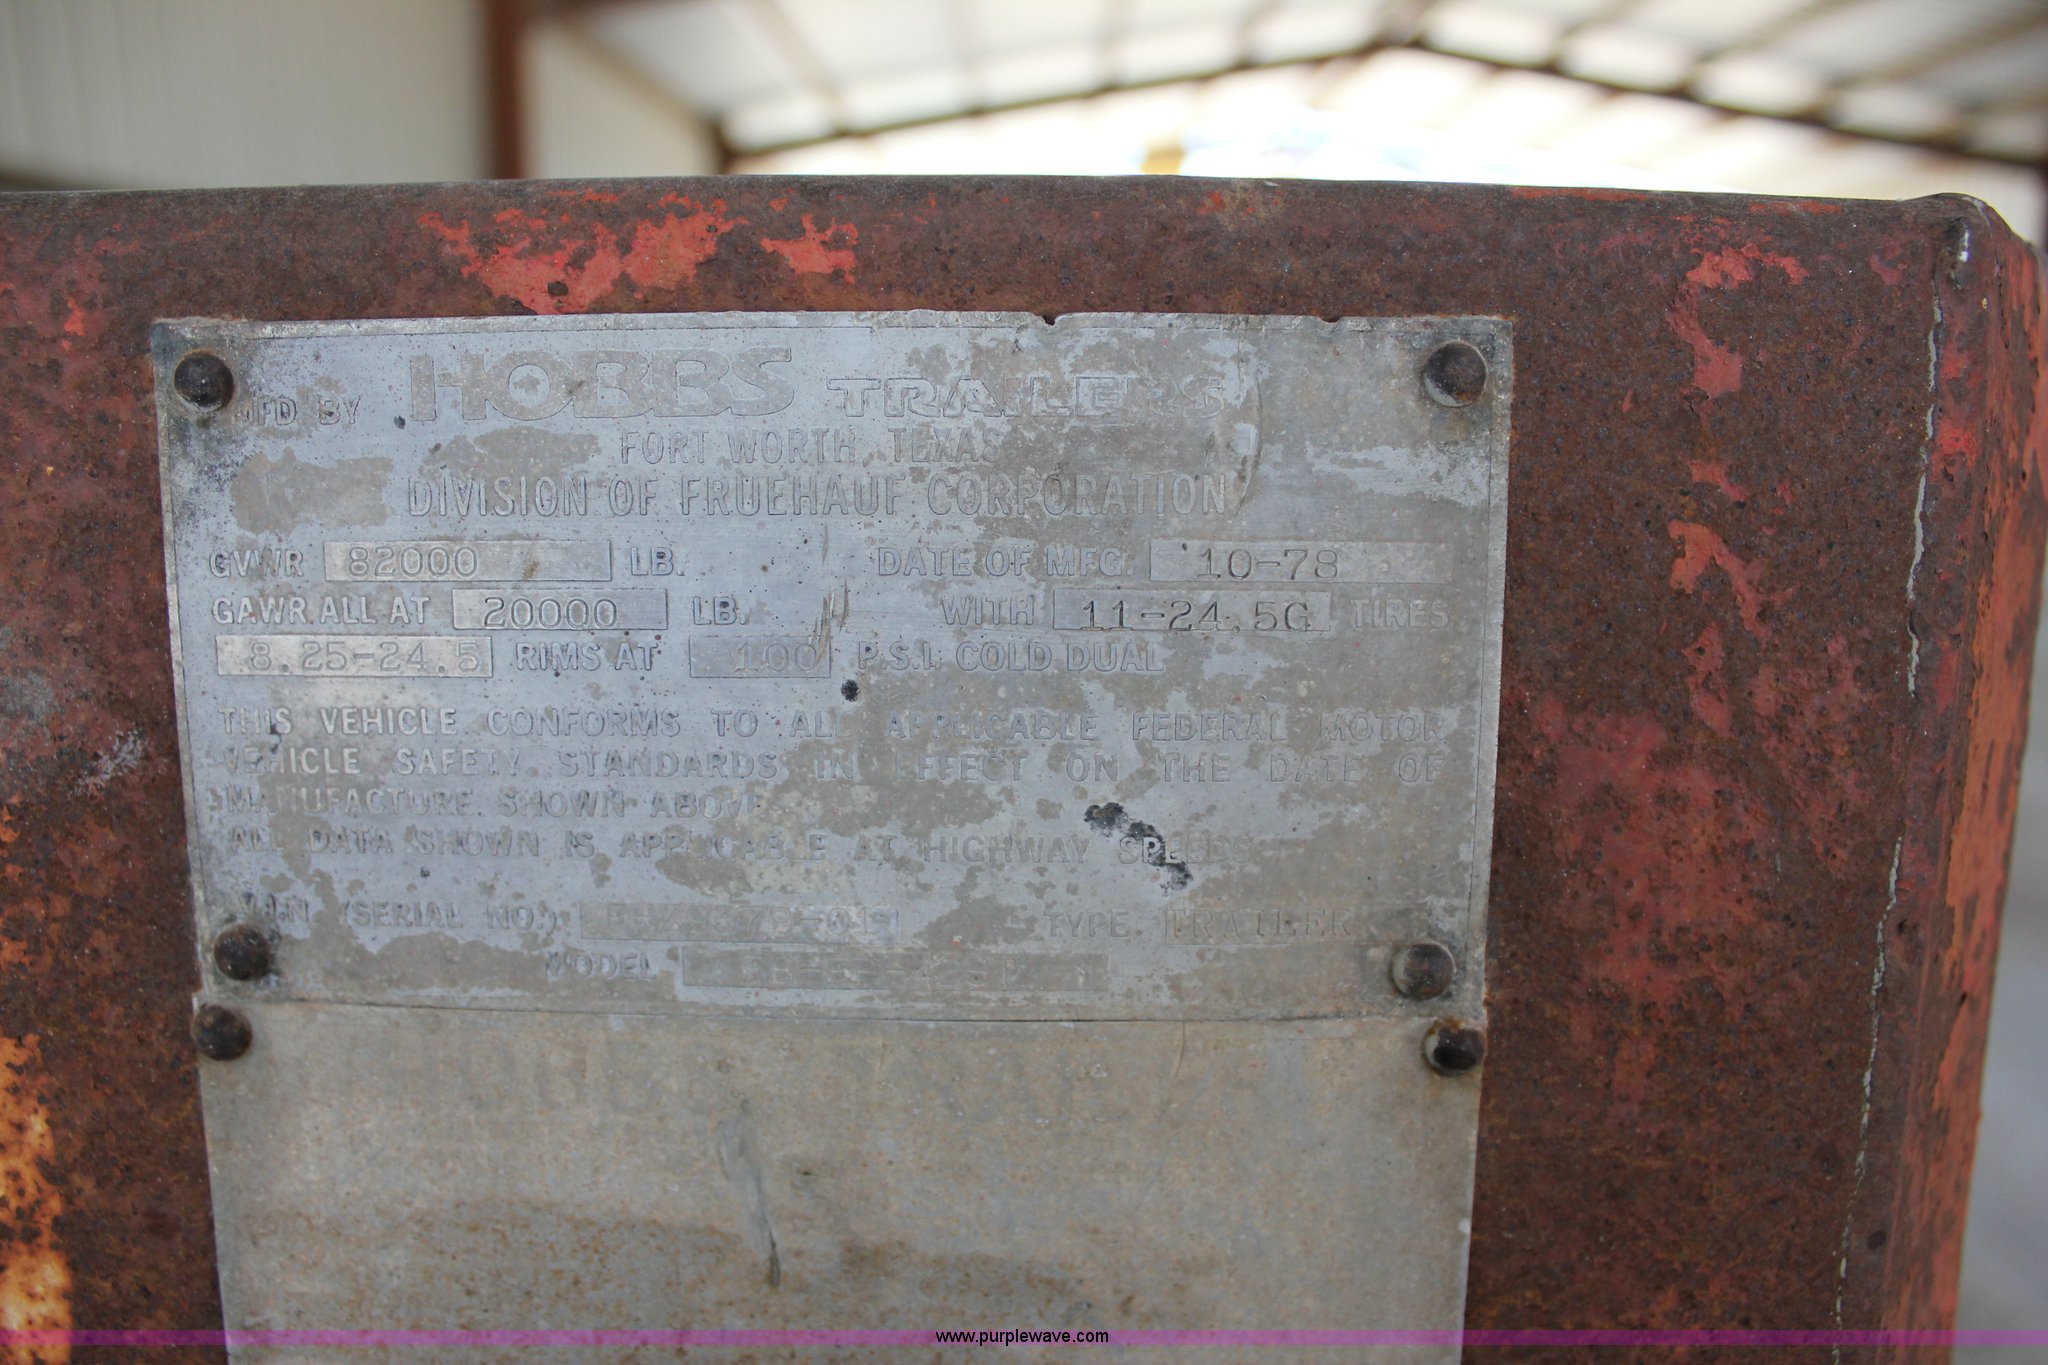 MFD BY HOBBS TRAILERS
FORT WORTH, TEXAS
DIVISION OF FRUEHAUF CORPORATION
GVWR 82000 LB. DATE OF MFG. 10-78
GAWR ALL AT 20000 LB. WITH 11-24.5G TIRES
8.25-24.5 RIMS AT 100 P.S.I. COLD DUAL
THIS VEHICLE CONFORMS TO ALL APPLICABLE FEDERAL MOTOR
VEHICLE SAFETY STANDARDS IN EFFECT ON THE DATE OF
MANUFACTURE SHOWN ABOVE
ALL DATA SHOWN IS APPLICABLE AT HIGHWAY SPEEDS
V.I.N. (SERIAL NO.) TYPE TRAILER
MODEL
www.purplewave.com